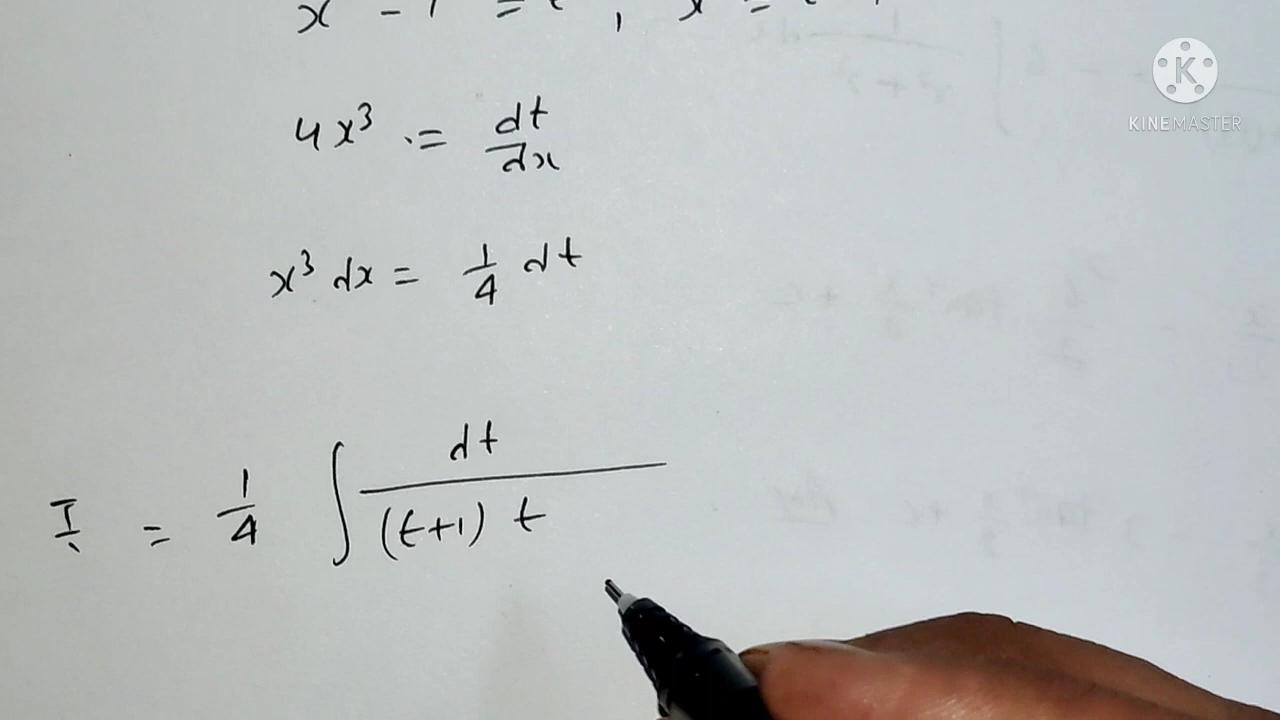 4x³ = dt/dx
x³ dx = 1/4 dt
I = 1/4 ∫ dt/((t+1) t)
KINEMASTER